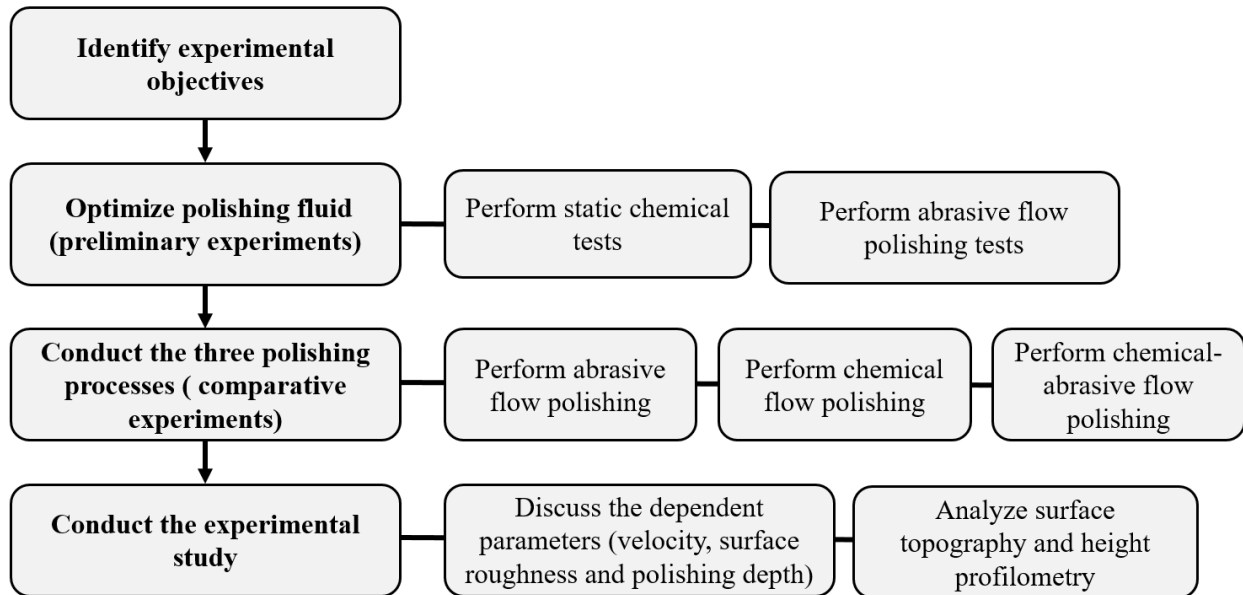 Identify experimental
objectives
Optimize polishing fluid
(preliminary experiments)
Perform static chemical
tests
Perform abrasive flow
polishing tests
Conduct the three polishing
processes ( comparative
experiments)
Perform abrasive
flow polishing
Perform chemical
flow polishing
Perform chemical-
abrasive flow
polishing
Conduct the experimental
study
Discuss the dependent
parameters (velocity, surface
roughness and polishing depth)
Analyze surface
topography and height
profilometry